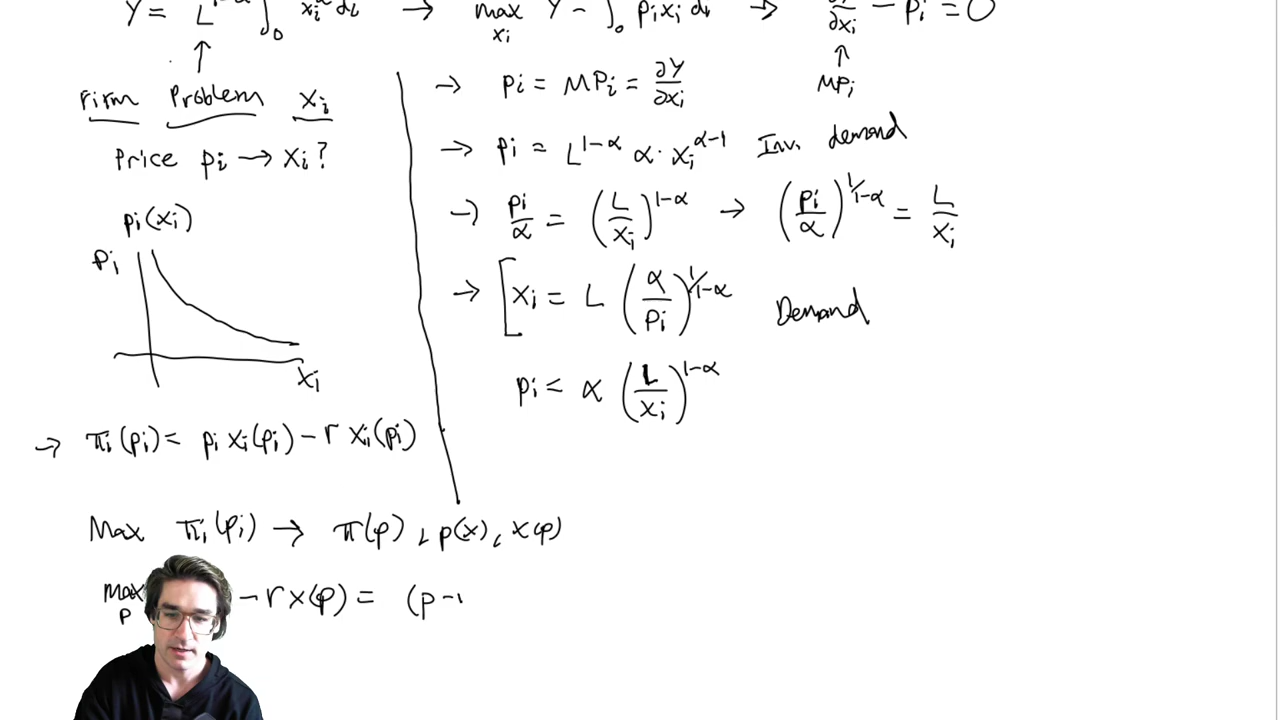 Y = L^{1-α} ∫_0 x_i^α di → max_{x_i} Y - ∫_0 p_i x_i di → ∂Y/∂x_i - p_i = 0
↑ MP_i
Firm Problem x_i
Price p_i → x_i?
p_i(x_i)
p_i
x_i
→ π_i(p_i) = p_i x_i(p_i) - r x_i(p_i)
Max π_i(p_i) → π(p), p(x), x(p)
max_p - r x(p) = (p -
→ p_i = MP_i = ∂Y/∂x_i
→ p_i = L^{1-α} α · x_i^{α-1} Inv. demand
→ p_i/α = (L/x_i)^{1-α} → (p_i/α)^{1/1-α} = L/x_i
→ [ x_i = L (α/p_i)^{1/1-α} Demand
p_i = α (L/x_i)^{1-α}